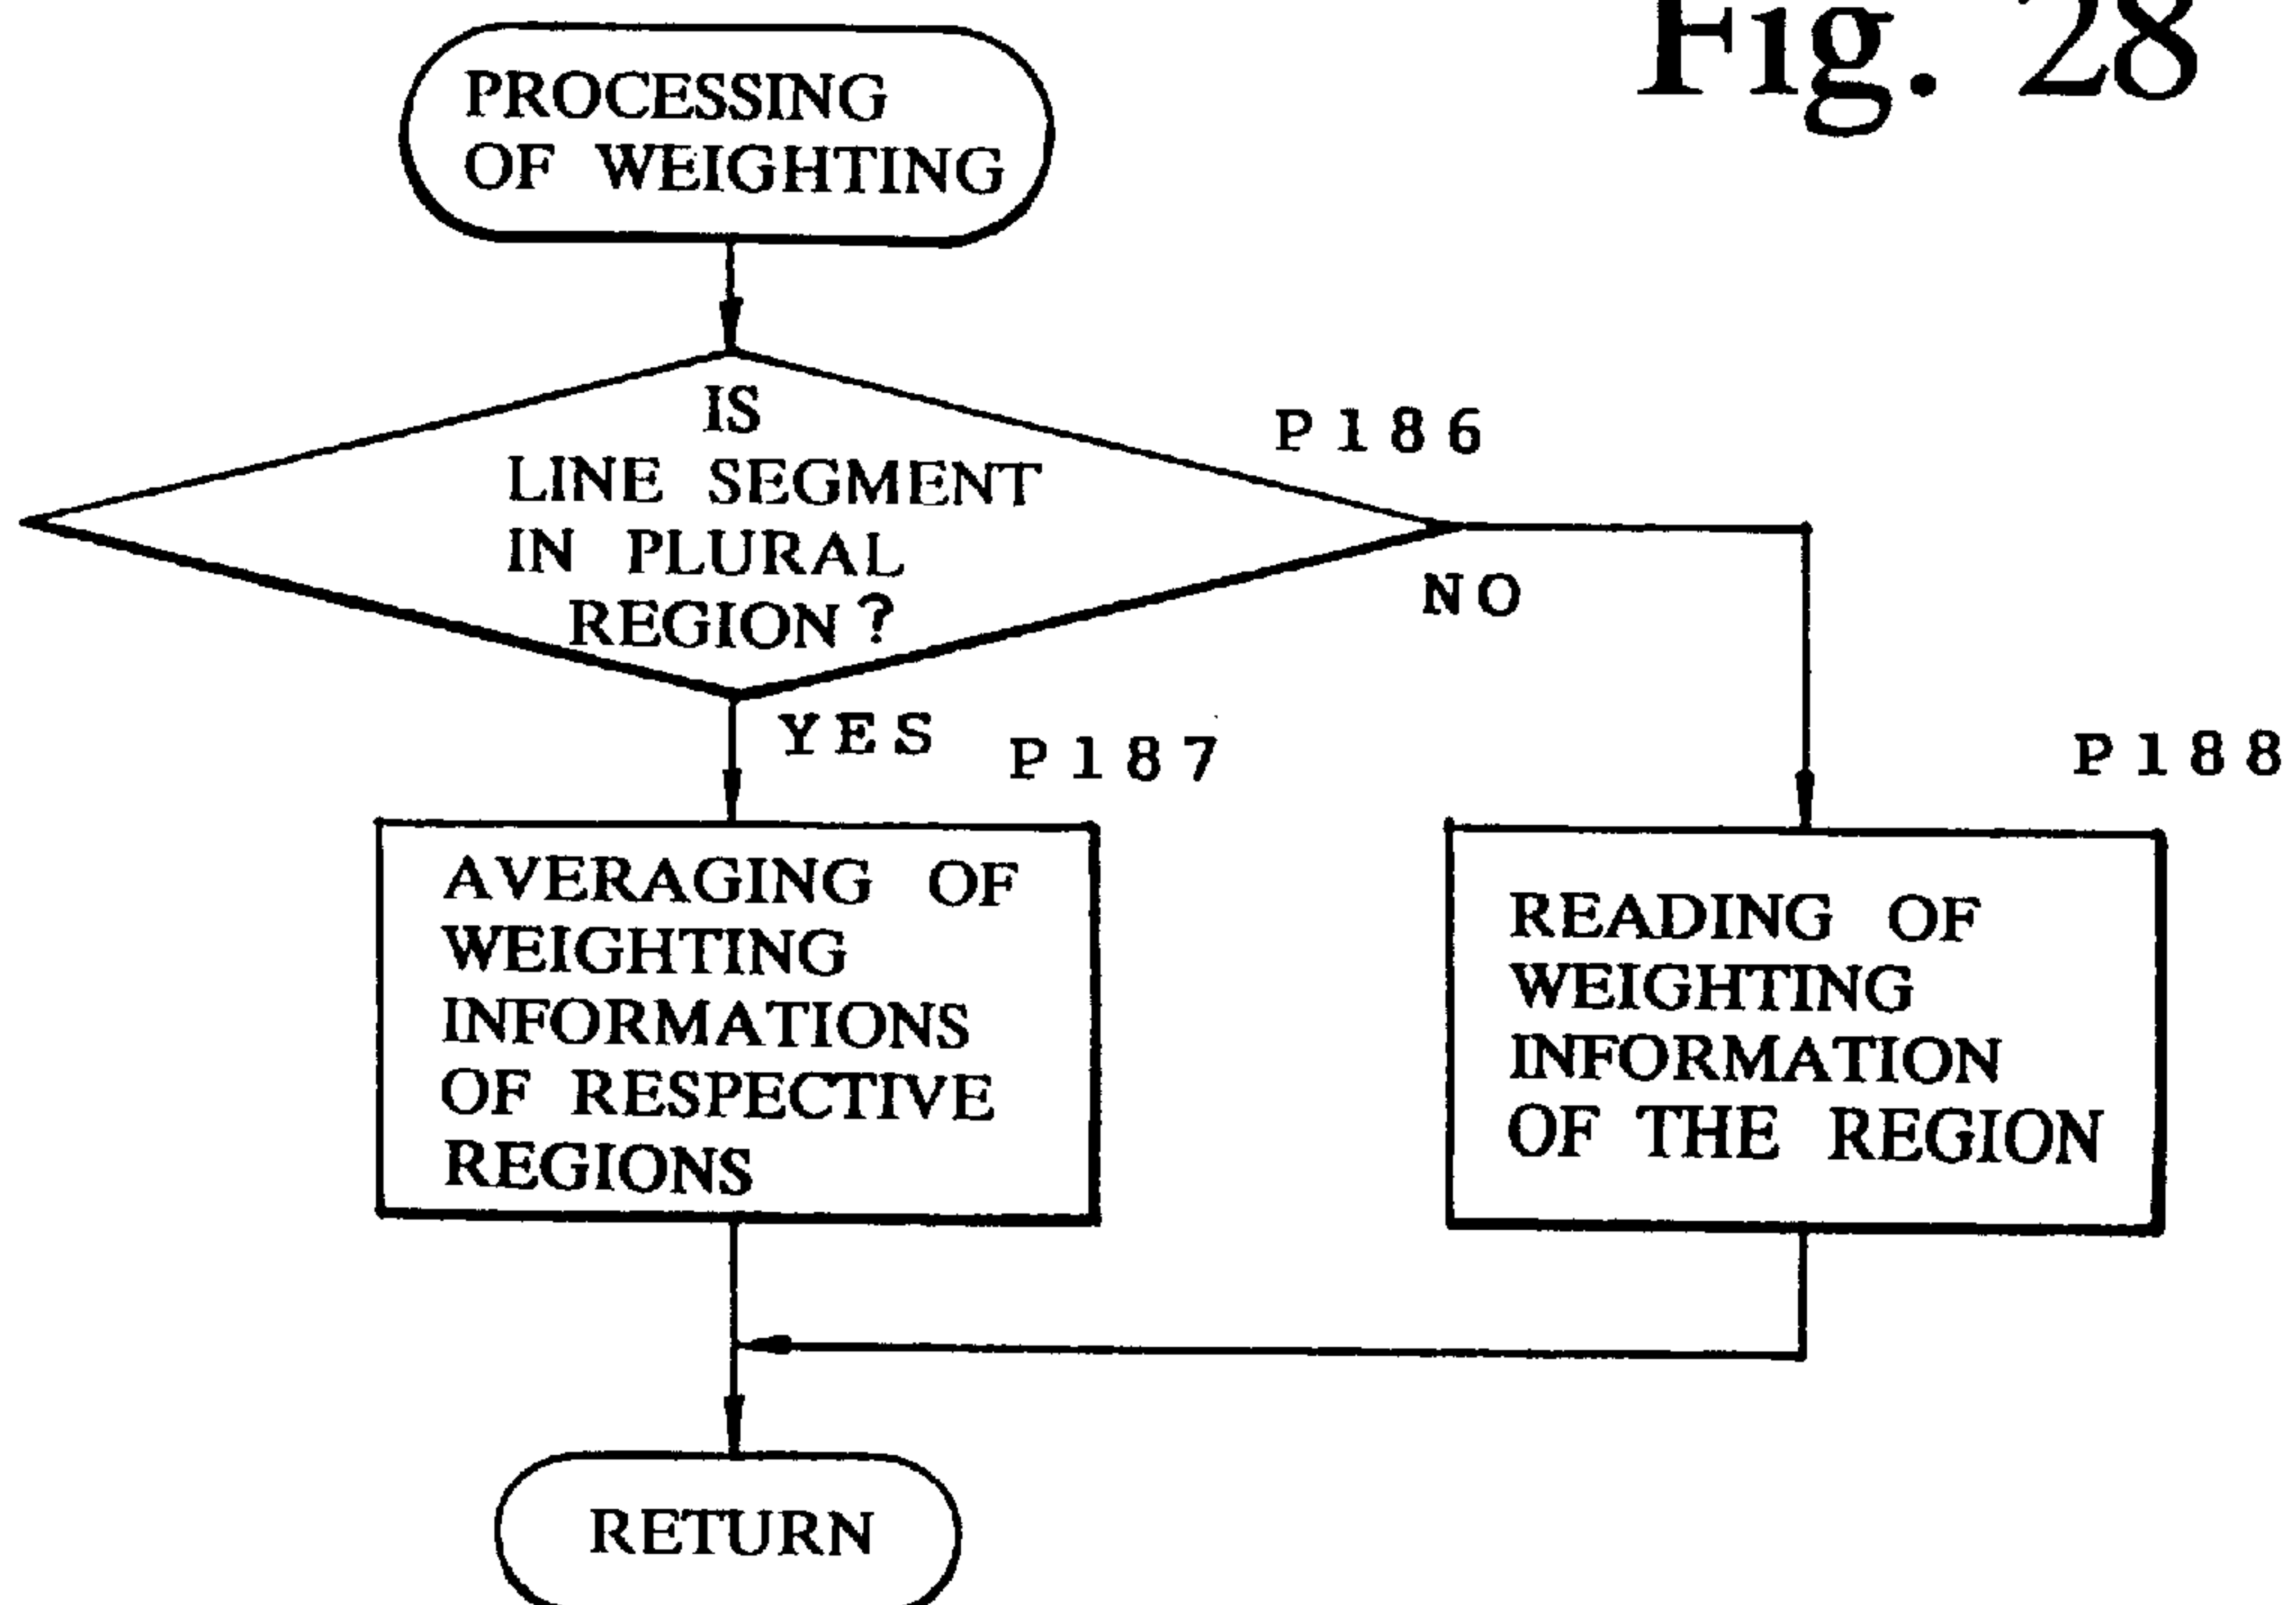 Fig. 28
PROCESSING
OF WEIGHTING
IS
LINE SEGMENT
IN PLURAL
REGION?
P186
NO
YES
P187
P188
AVERAGING OF
WEIGHTING
INFORMATIONS
OF RESPECTIVE
REGIONS
READING OF
WEIGHTING
INFORMATION
OF THE REGION
RETURN